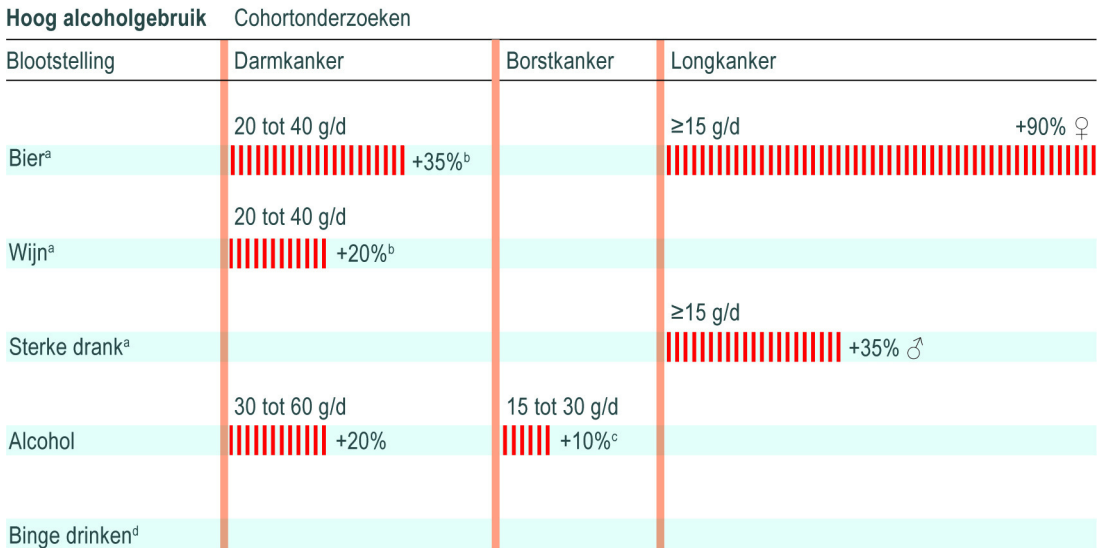 Hoog alcoholgebruik Cohortonderzoeken
Blootstelling Darmkanker Borstkanker Longkanker
20 tot 40 g/d ≥15 g/d +90% ♀
Bierᵃ +35%ᵇ
20 tot 40 g/d
Wijnᵃ +20%ᵇ
≥15 g/d
Sterke drankᵃ +35% ♂
30 tot 60 g/d 15 tot 30 g/d
Alcohol +20% +10%ᶜ
Binge drinkenᵈ